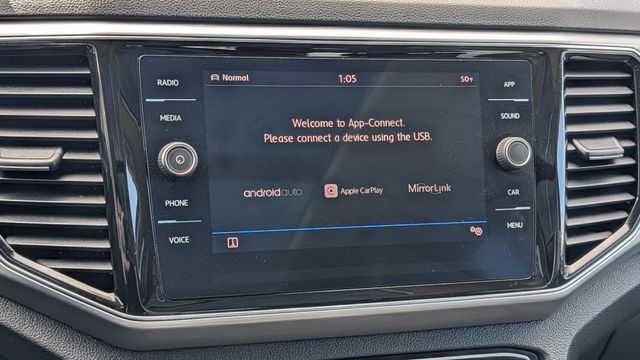 RADIO
MEDIA
PHONE
VOICE
Normal
1:05
50°F
Welcome to App-Connect.
Please connect a device using the USB.
androidauto
Apple CarPlay
MirrorLink
APP
SOUND
CAR
MENU